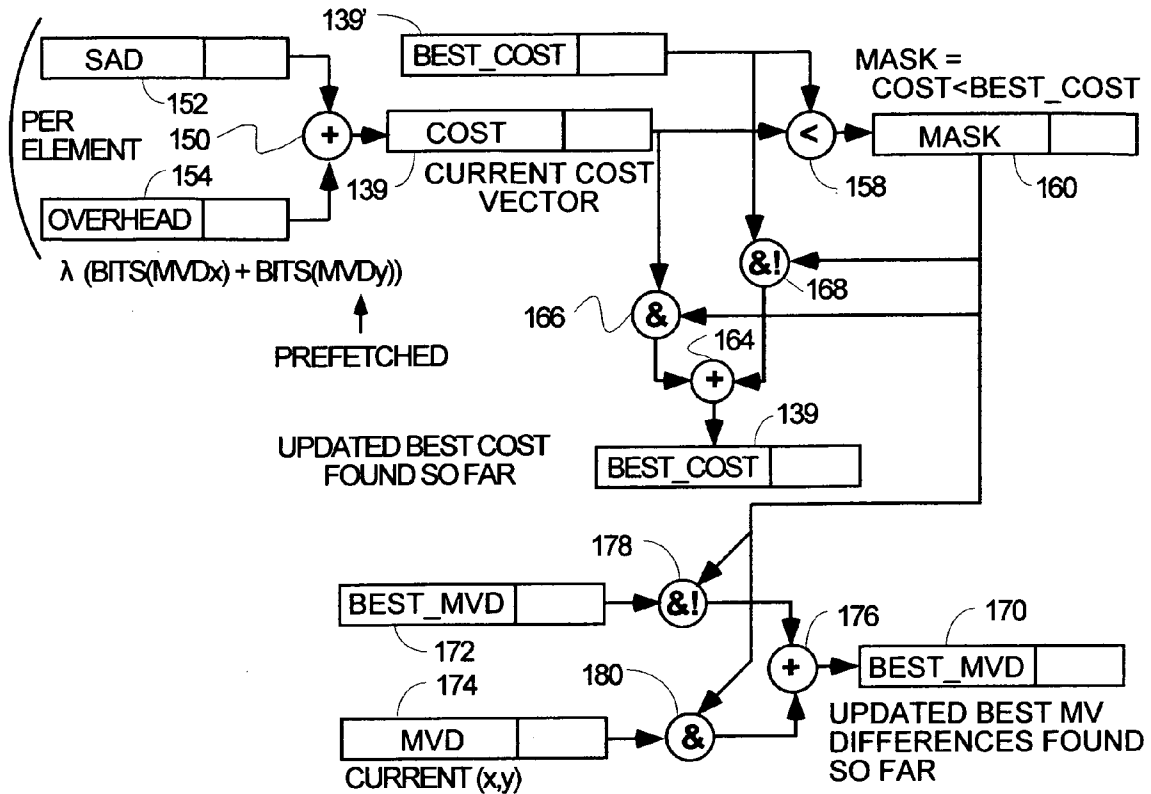 139'
SAD
BEST_COST
MASK =
COST<BEST_COST
152
PER
ELEMENT
150
+
COST
<
MASK
154
139
CURRENT COST
VECTOR
158
160
OVERHEAD
λ (BITS(MVDx) + BITS(MVDy))
&!
168
166
&
164
PREFETCHED
+
139
UPDATED BEST COST
FOUND SO FAR
BEST_COST
178
BEST_MVD
&!
176
170
172
+
BEST_MVD
174
180
MVD
&
UPDATED BEST MV
DIFFERENCES FOUND
SO FAR
CURRENT (x,y)